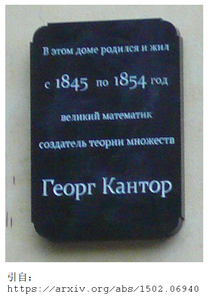 В этом доме родился и жил
с 1845 по 1854 год
великий математик
создатель теории множеств
Георг Кантор
引自：
https://arxiv.org/abs/1502.06940